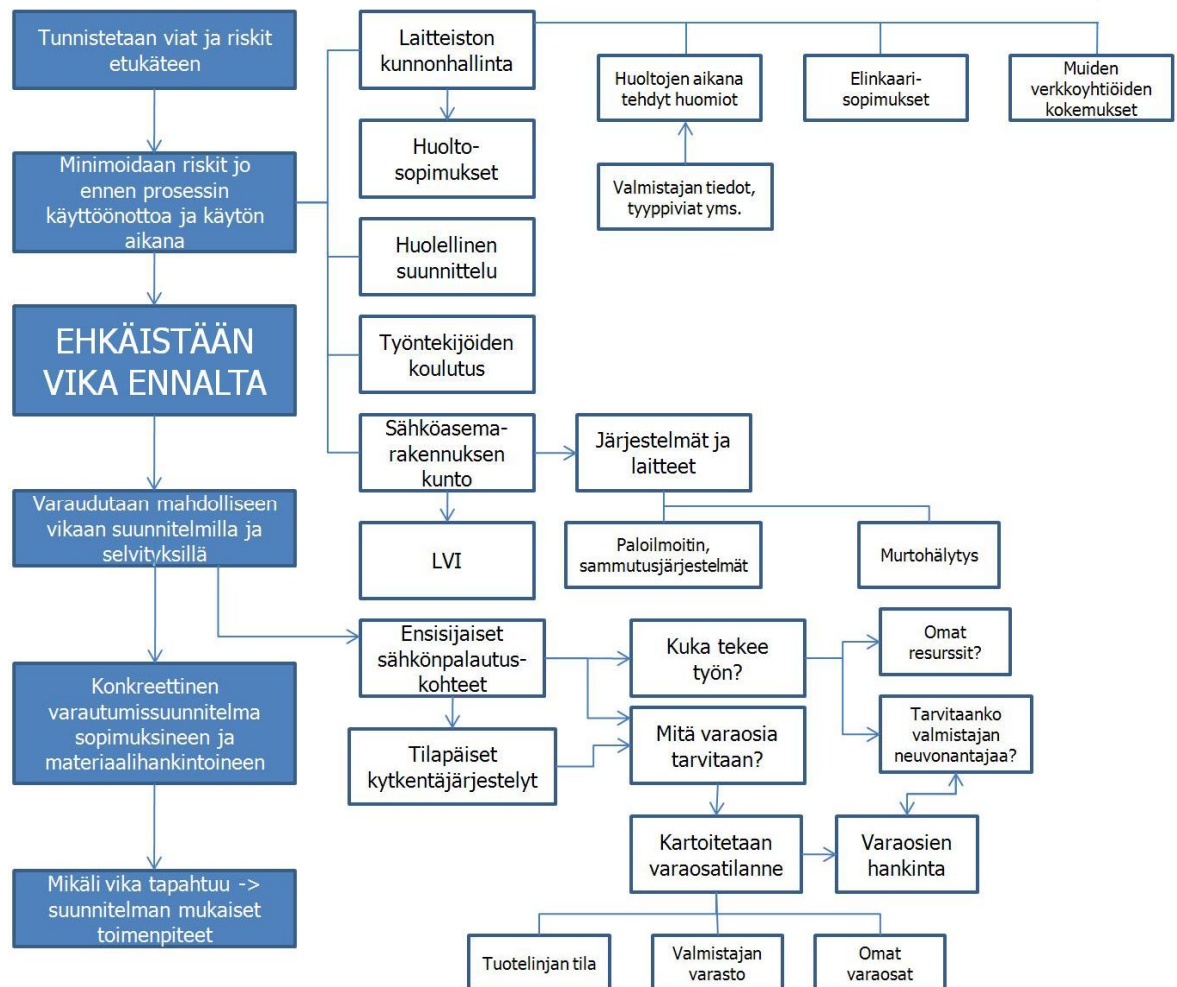 Tunnistetaan viat ja riskit
etukäteen
Minimoidaan riskit jo
ennen prosessin
käyttöönottoa ja käytön
aikana
EHKÄISTÄÄN
VIKA ENNALTA
Varaudutaan mahdolliseen
vikaan suunnitelmilla ja
selvityksillä
Konkreettinen
varautumissuunnitelma
sopimuksineen ja
materiaalihankintoineen
Mikäli vika tapahtuu ->
suunnitelman mukaiset
toimenpiteet
Laitteiston
kunnonhallinta
Huolto-
sopimukset
Huolellinen
suunnittelu
Työntekijöiden
koulutus
Sähköasema-
rakennuksen
kunto
LVI
Huoltojen aikana
tehdyt huomiot
Elinkaari-
sopimukset
Muiden
verkkoyhtiöiden
kokemukset
Valmistajan tiedot,
tyyppiviat yms.
Järjestelmät ja
laitteet
Paloilmoitin,
sammutusjärjestelmät
Murtohälytys
Ensisijaiset
sähkönpalautus-
kohteet
Tilapäiset
kytkentäjärjestelyt
Kuka tekee
työn?
Omat
resurssit?
Tarvitaanko
valmistajan
neuvonantajaa?
Mitä varaosia
tarvitaan?
Kartoitetaan
varaosatilanne
Varaosien
hankinta
Tuotelinjan tila
Valmistajan
varasto
Omat
varaosat